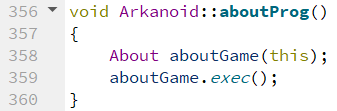 356 void Arkanoid::aboutProg()
357 {
358     About aboutGame(this);
359     aboutGame.exec();
360 }